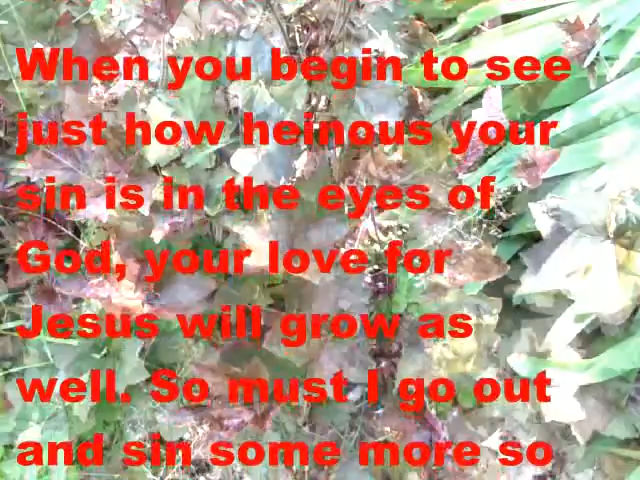 When you begin to see
just how heinous your
sin is in the eyes of
God, your love for
Jesus will grow as
well. So must I go out
and sin some more so